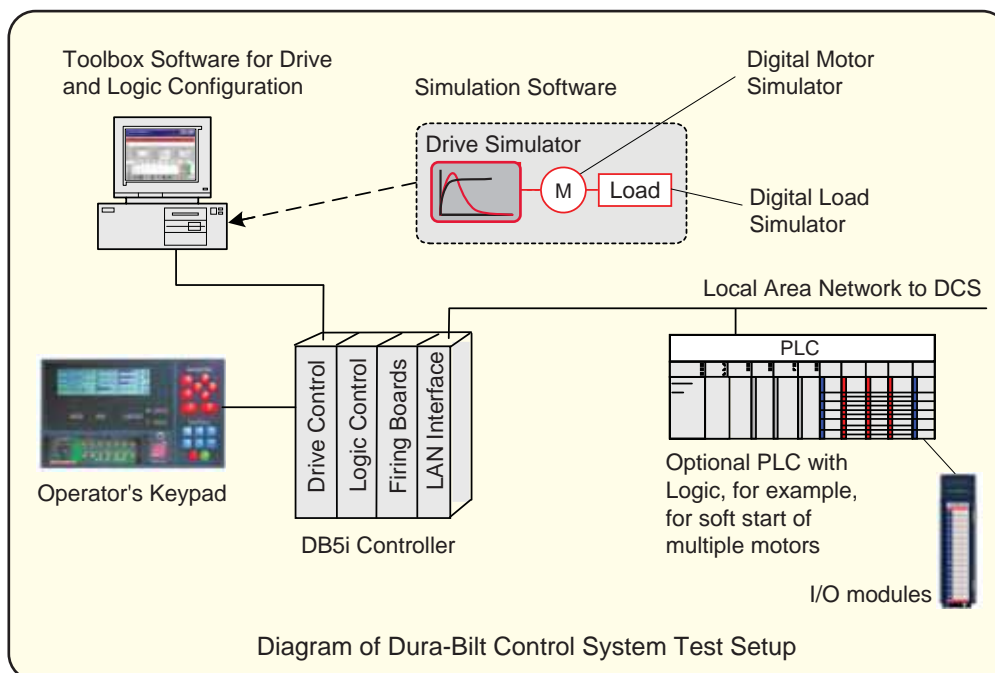 Toolbox Software for Drive
and Logic Configuration
Simulation Software
Digital Motor
Simulator
Drive Simulator
M
Load
Digital Load
Simulator
Local Area Network to DCS
PLC
Drive Control
Logic Control
Firing Boards
LAN Interface
Operator's Keypad
DB5i Controller
Optional PLC with
Logic, for example,
for soft start of
multiple motors
I/O modules
Diagram of Dura-Bilt Control System Test Setup